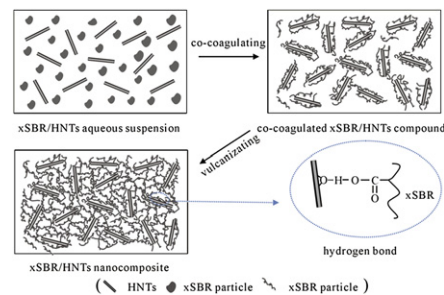 co-coagulating
xSBR/HNTs aqueous suspension
co-coagulated xSBR/HNTs compound
vulcanizating
O-H-O-C
O
xSBR
hydrogen bond
xSBR/HNTs nanocomposite
( HNTs xSBR particle xSBR particle )